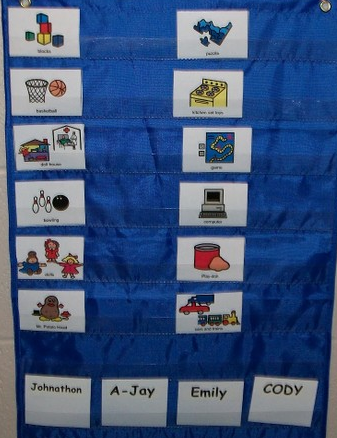 blocks
puzzle
basketball
kitchen set toys
doll house
game
bowling
computer
dolls
Play-doh
Mr. Potato Head
cars and trains
Johnathon
A-Jay
Emily
CODY